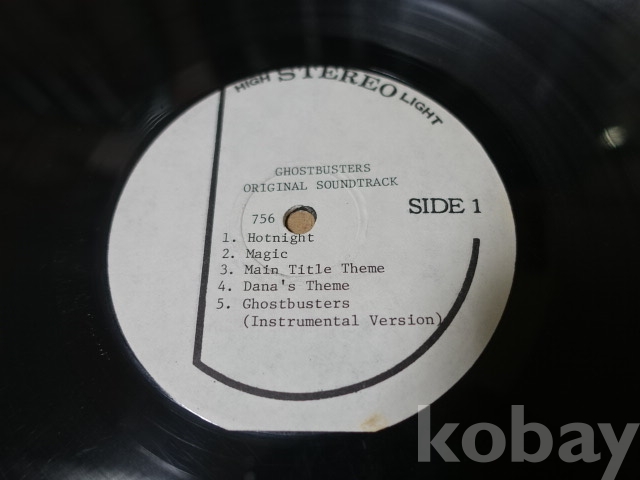 HIGH STEREO LIGHT
GHOSTBUSTERS
ORIGINAL SOUNDTRACK
SIDE 1
756
1. Hotnight
2. Magic
3. Main Title Theme
4. Dana's Theme
5. Ghostbusters
(Instrumental Version)
kobay